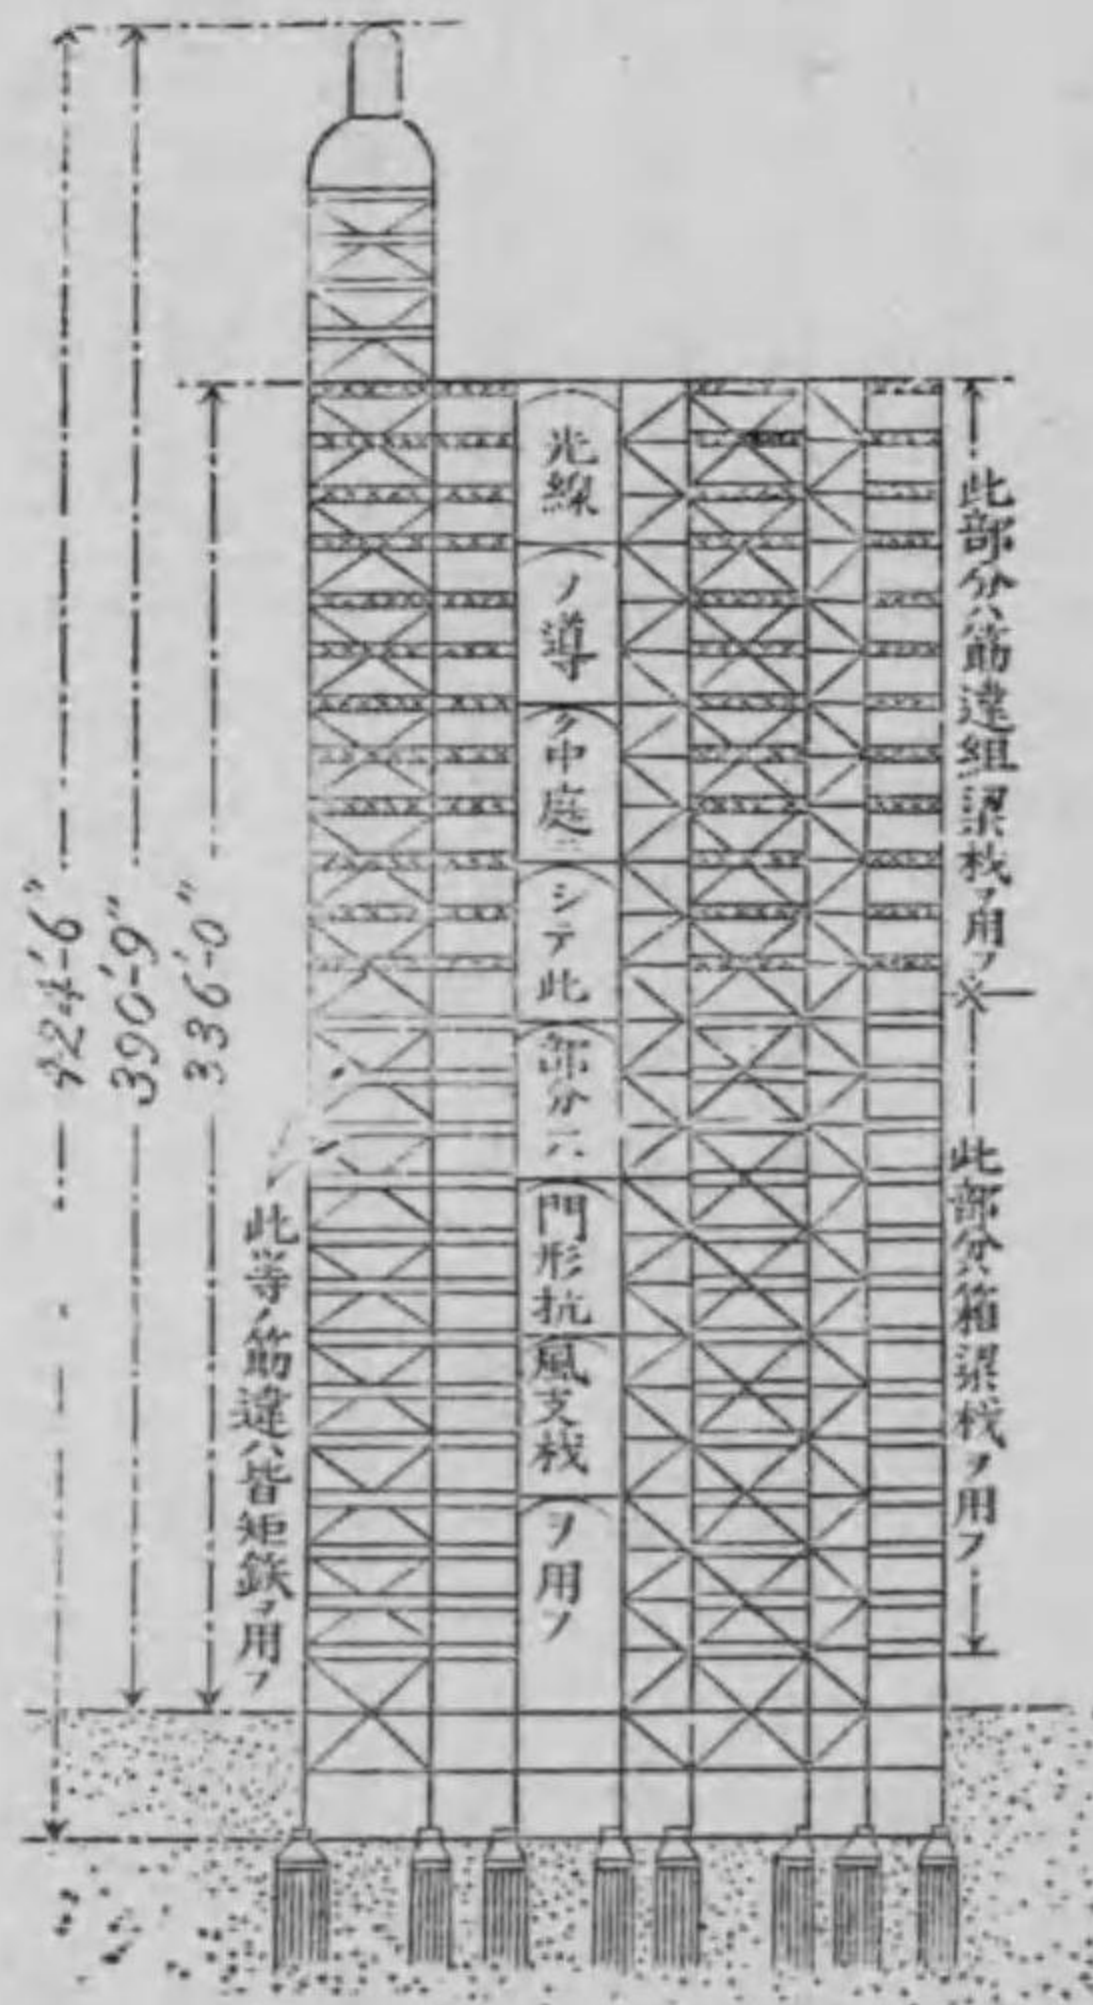 此部分ハ筋違組梁桟ヲ用フ
此部分ハ箱梁桟ヲ用フ
光線
ノ導
ク中庭ニ
シテ此
部分ハ
門形抗
風支桟
ヲ用フ
此等ノ筋違ハ皆矩鉄ヲ用フ
336'-0"
390'-9"
424'-6"